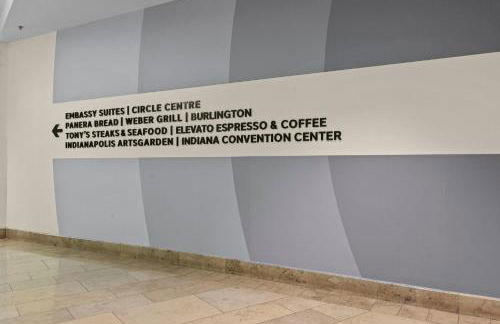 EMBASSY SUITES | CIRCLE CENTRE
PANERA BREAD | WEBER GRILL | BURLINGTON
TONY'S STEAKS & SEAFOOD | ELEVATO ESPRESSO & COFFEE
INDIANAPOLIS ARTSGARDEN | INDIANA CONVENTION CENTER